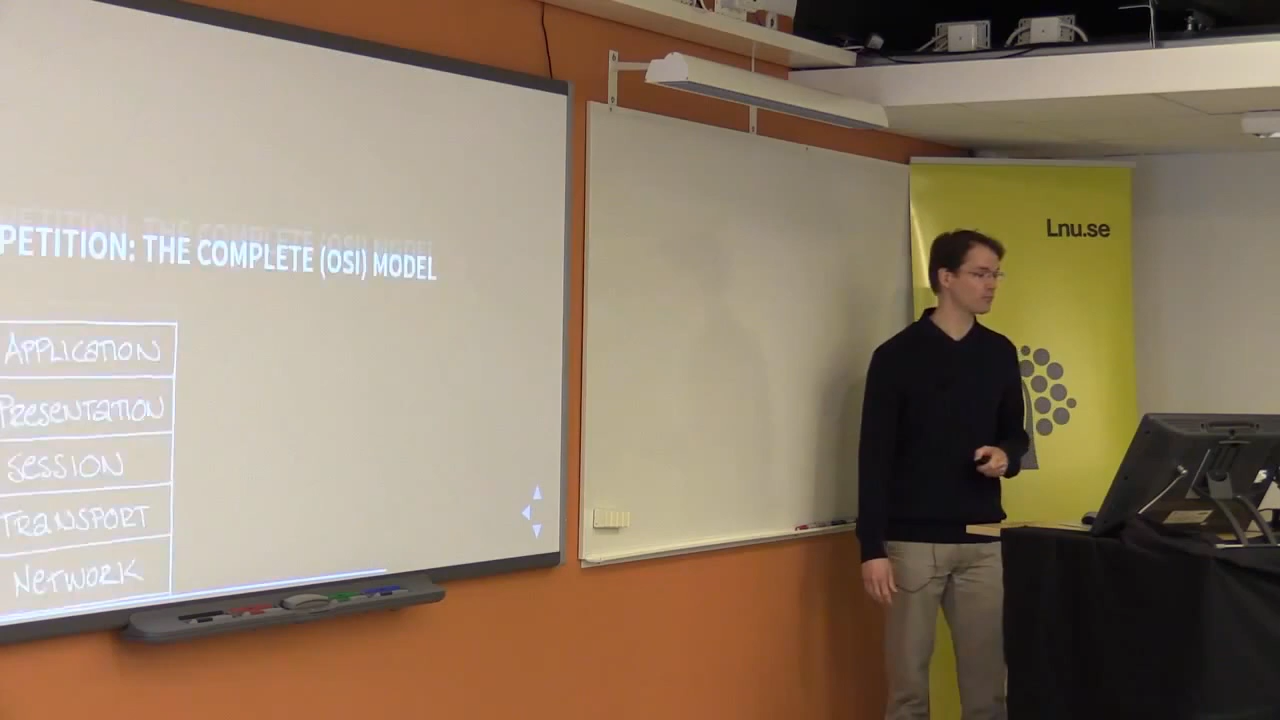 PETITION: THE COMPLETE (OSI) MODEL
APPLICATION
PRESENTATION
SESSION
TRANSPORT
NETWORK
Lnu.se